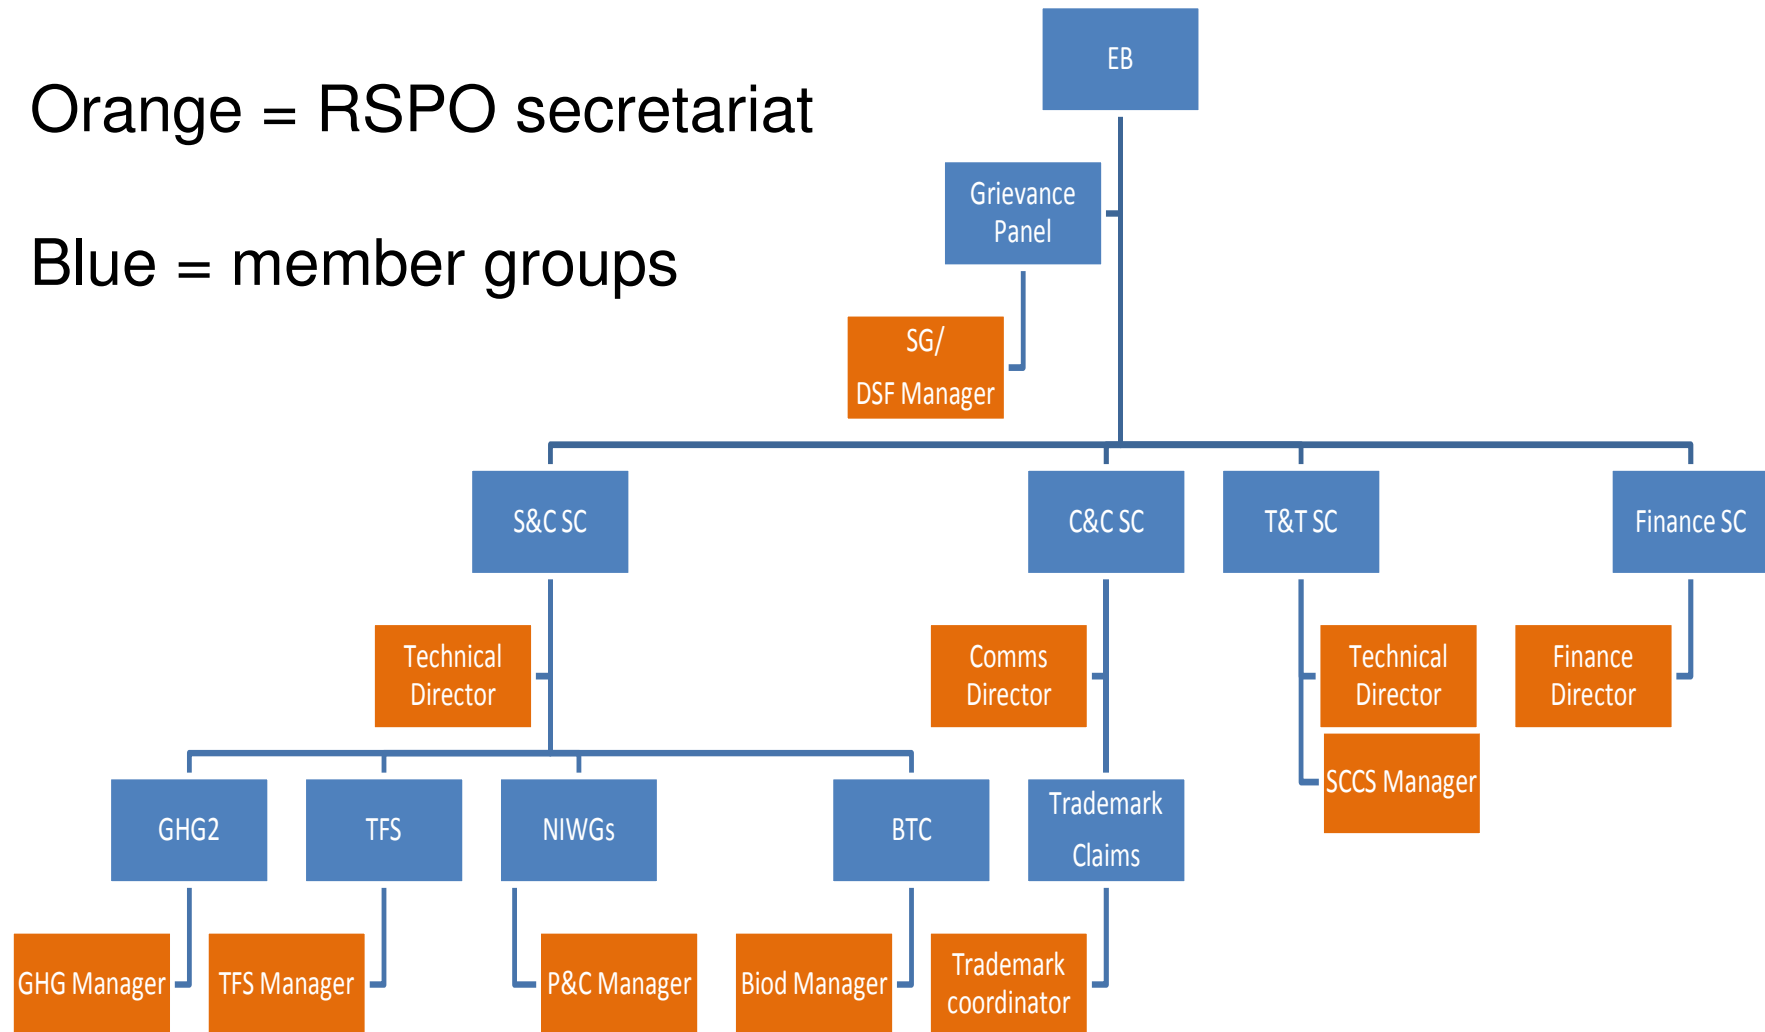 EB
Orange = RSPO secretariat
Grievance
Panel
Blue = member groups
SG/
DSF Manager
S&C SC
C&C SC
T&T SC
Finance SC
Technical
Director
Comms
Director
Technical
Director
Finance
Director
SCCS Manager
GHG2
TFS
NIWGs
BTC
Trademark
Claims
GHG Manager
TFS Manager
P&C Manager
Biod Manager
Trademark
coordinator